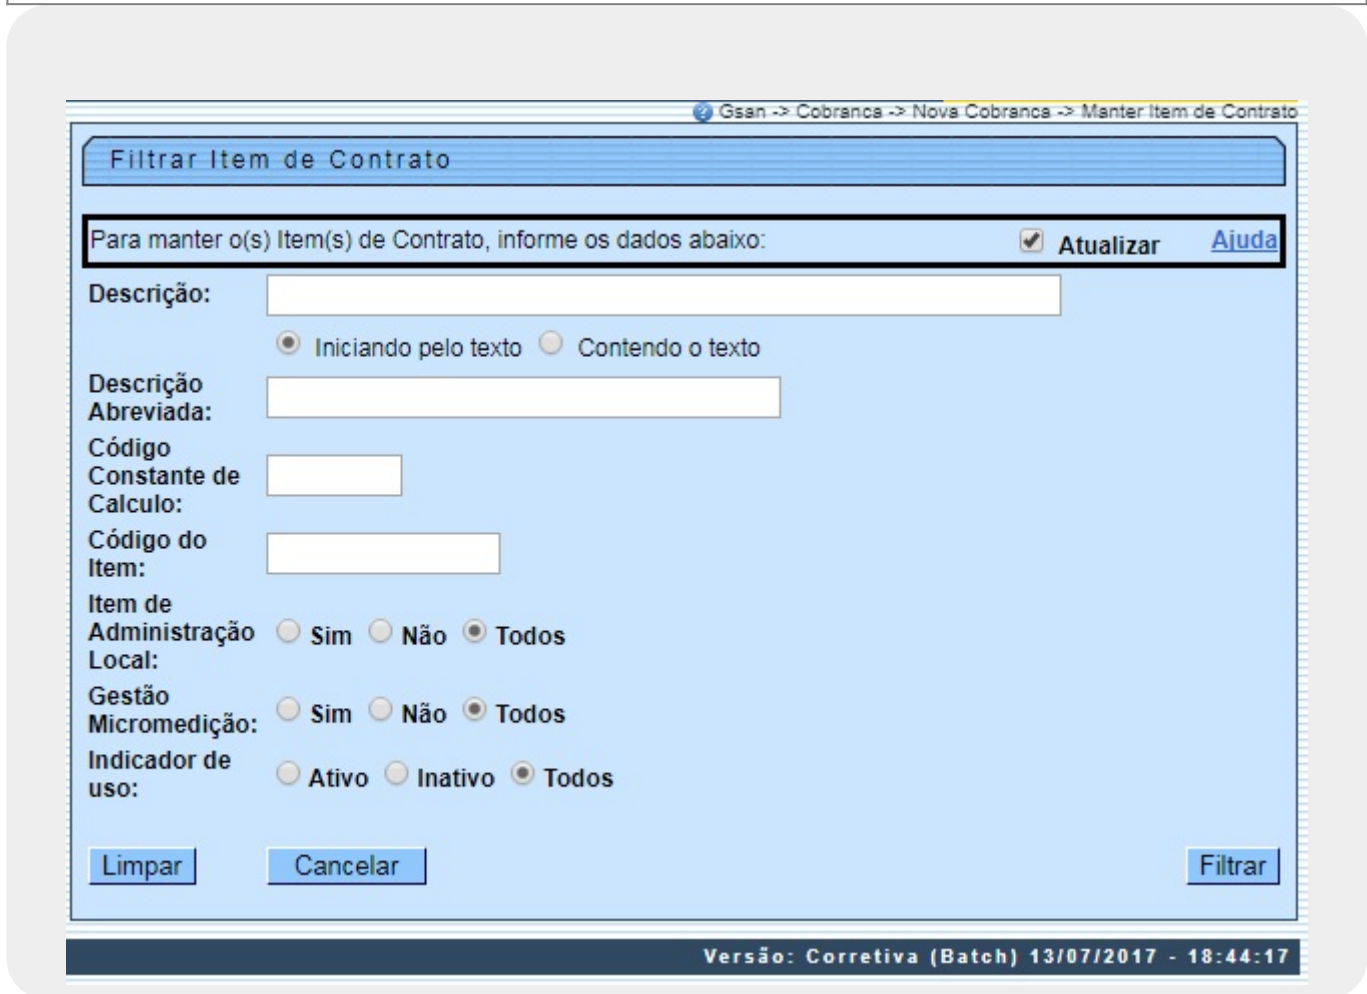 Gsan -> Cobranca -> Nova Cobranca -> Manter Item de Contrato
Filtrar Item de Contrato
Para manter o(s) Item(s) de Contrato, informe os dados abaixo: Atualizar Ajuda
Descrição:
Iniciando pelo texto Contendo o texto
Descrição
Abreviada:
Código
Constante de
Calculo:
Código do
Item:
Item de
Administração
Local:
Sim Não Todos
Gestão
Micromedição:
Sim Não Todos
Indicador de
uso:
Ativo Inativo Todos
Limpar Cancelar Filtrar
Versão: Corretiva (Batch) 13/07/2017 - 18:44:17